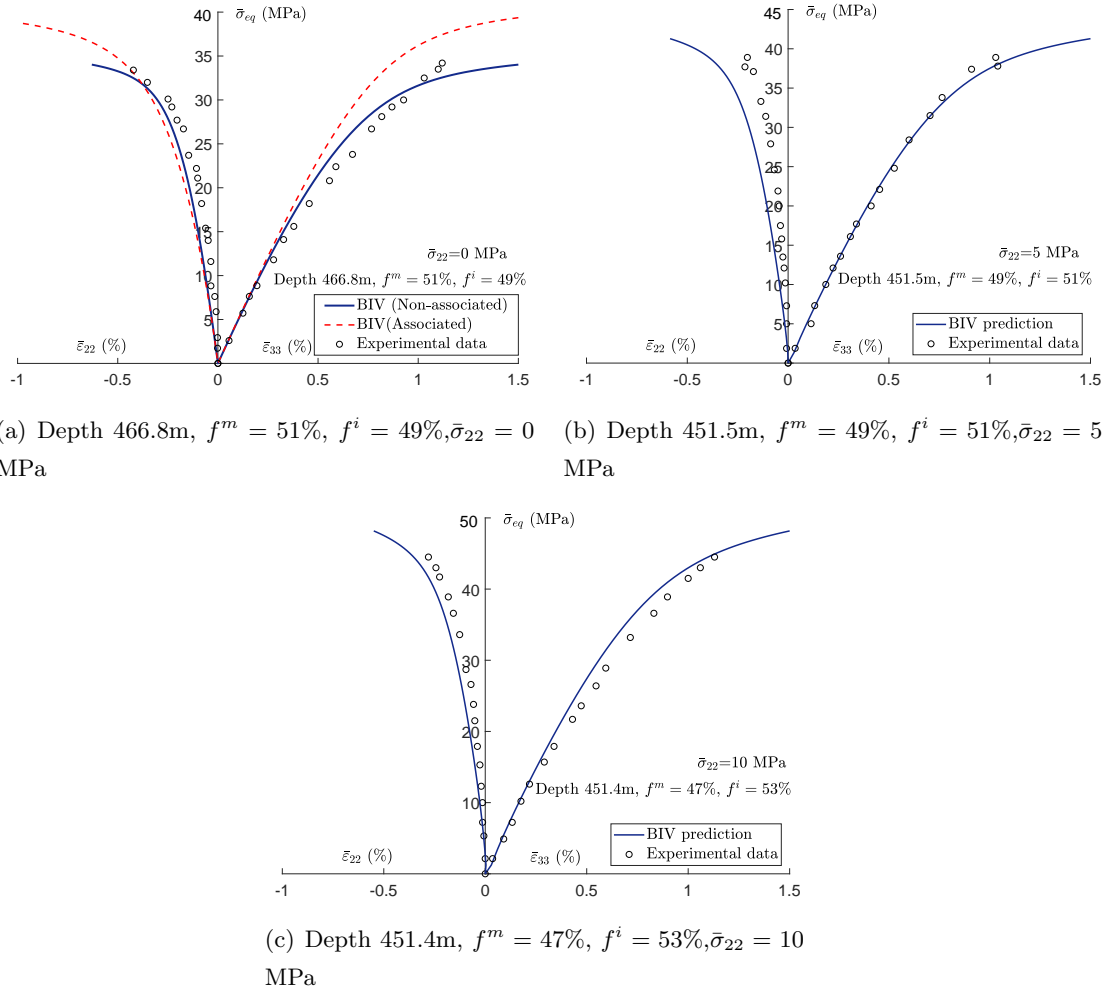 σ̄eq (MPa)
40
35
30
25
20
15
10
5
σ̄22=0 MPa
Depth 466.8m, f^m = 51%, f^i = 49%
BIV (Non-associated)
BIV(Associated)
Experimental data
ε̄22 (%)
ε̄33 (%)
-1 -0.5 0 0.5 1 1.5
(a) Depth 466.8m, f^m = 51%, f^i = 49%,σ̄22 = 0
MPa
σ̄eq (MPa)
45
40
35
30
25
20
15
10
5
σ̄22=5 MPa
Depth 451.5m, f^m = 49%, f^i = 51%
BIV prediction
Experimental data
ε̄22 (%)
ε̄33 (%)
-1 -0.5 0 0.5 1 1.5
(b) Depth 451.5m, f^m = 49%, f^i = 51%,σ̄22 = 5
MPa
σ̄eq (MPa)
50
40
30
20
10
σ̄22=10 MPa
Depth 451.4m, f^m = 47%, f^i = 53%
BIV prediction
Experimental data
ε̄22 (%)
ε̄33 (%)
-1 -0.5 0 0.5 1 1.5
(c) Depth 451.4m, f^m = 47%, f^i = 53%,σ̄22 = 10
MPa